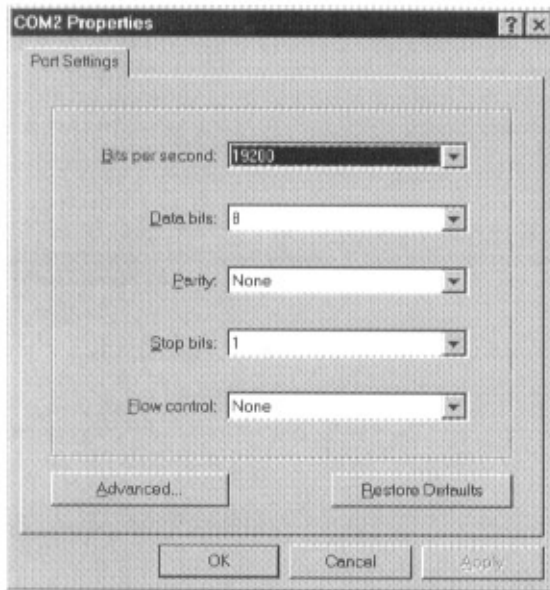 COM2 Properties
Port Settings
Bits per second: 19200
Data bits: 8
Parity: None
Stop bits: 1
Flow control: None
Advanced... Restore Defaults
OK Cancel Apply